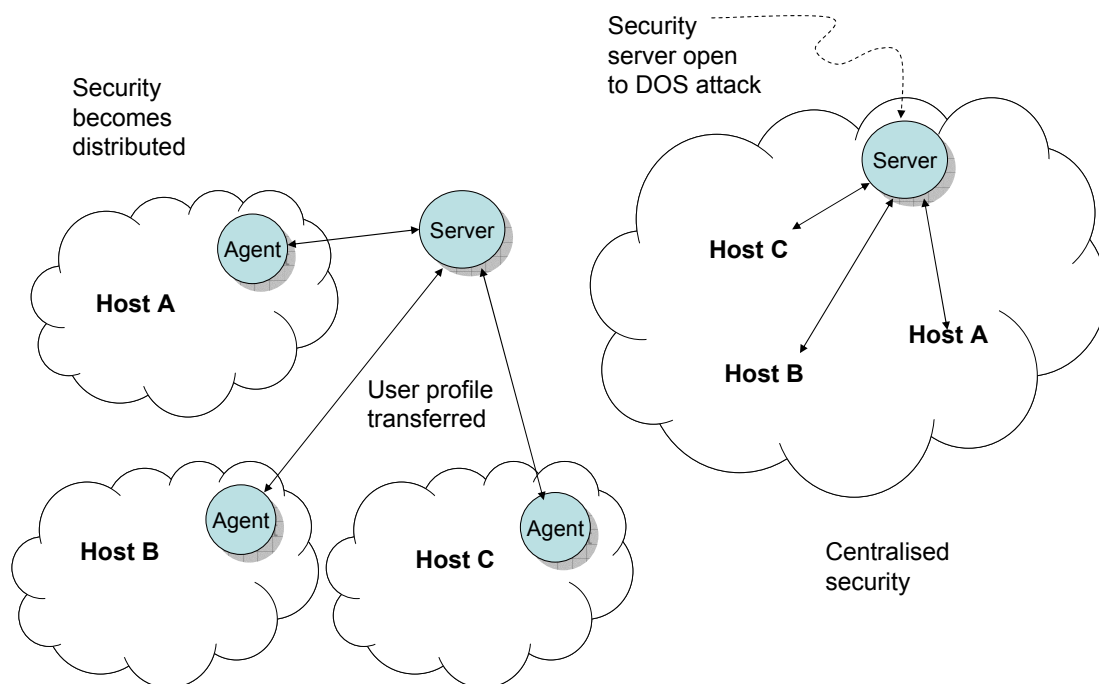 Security
becomes
distributed
Agent
Host A
Server
User profile
transferred
Agent
Host B
Agent
Host C
Security
server open
to DOS attack
Server
Host C
Host A
Host B
Centralised
security